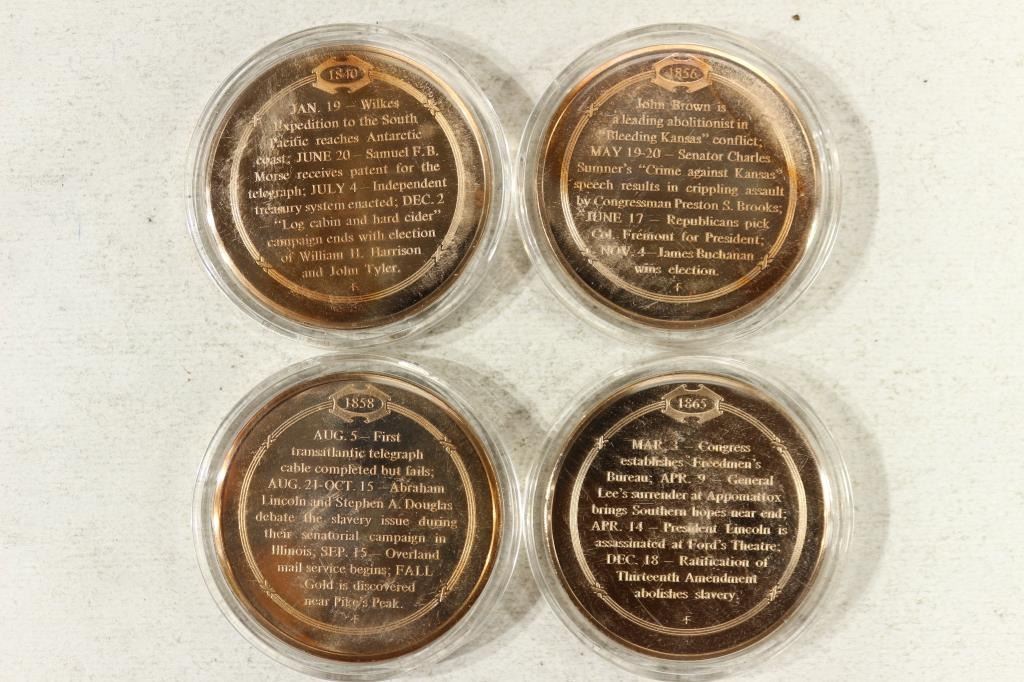 1840
JAN. 19 — Wilkes
Expedition to the South
Pacific reaches Antarctic
coast; JUNE 20 — Samuel F.B.
Morse receives patent for the
telegraph; JULY 4 — Independent
treasury system enacted; DEC. 2
"Log cabin and hard cider"
campaign ends with election
of William H. Harrison
and John Tyler.
1856
John Brown is
a leading abolitionist in
"Bleeding Kansas" conflict;
MAY 19-20 — Senator Charles
Sumner's "Crime against Kansas"
speech results in crippling assault
by Congressman Preston S. Brooks;
JUNE 17 — Republicans pick
Col. Frémont for President;
NOV. 4 — James Buchanan
wins election.
1858
AUG. 5 — First
transatlantic telegraph
cable completed but fails;
AUG. 21-OCT. 15 — Abraham
Lincoln and Stephen A. Douglas
debate the slavery issue during
their senatorial campaign in
Illinois; SEP. 15 — Overland
mail service begins; FALL
Gold is discovered
near Pike's Peak.
1865
MAR. 3 — Congress
establishes Freedmen's
Bureau; APR. 9 — General
Lee's surrender at Appomattox
brings Southern hopes near end;
APR. 14 — President Lincoln is
assassinated at Ford's Theatre;
DEC. 18 — Ratification of
Thirteenth Amendment
abolishes slavery.